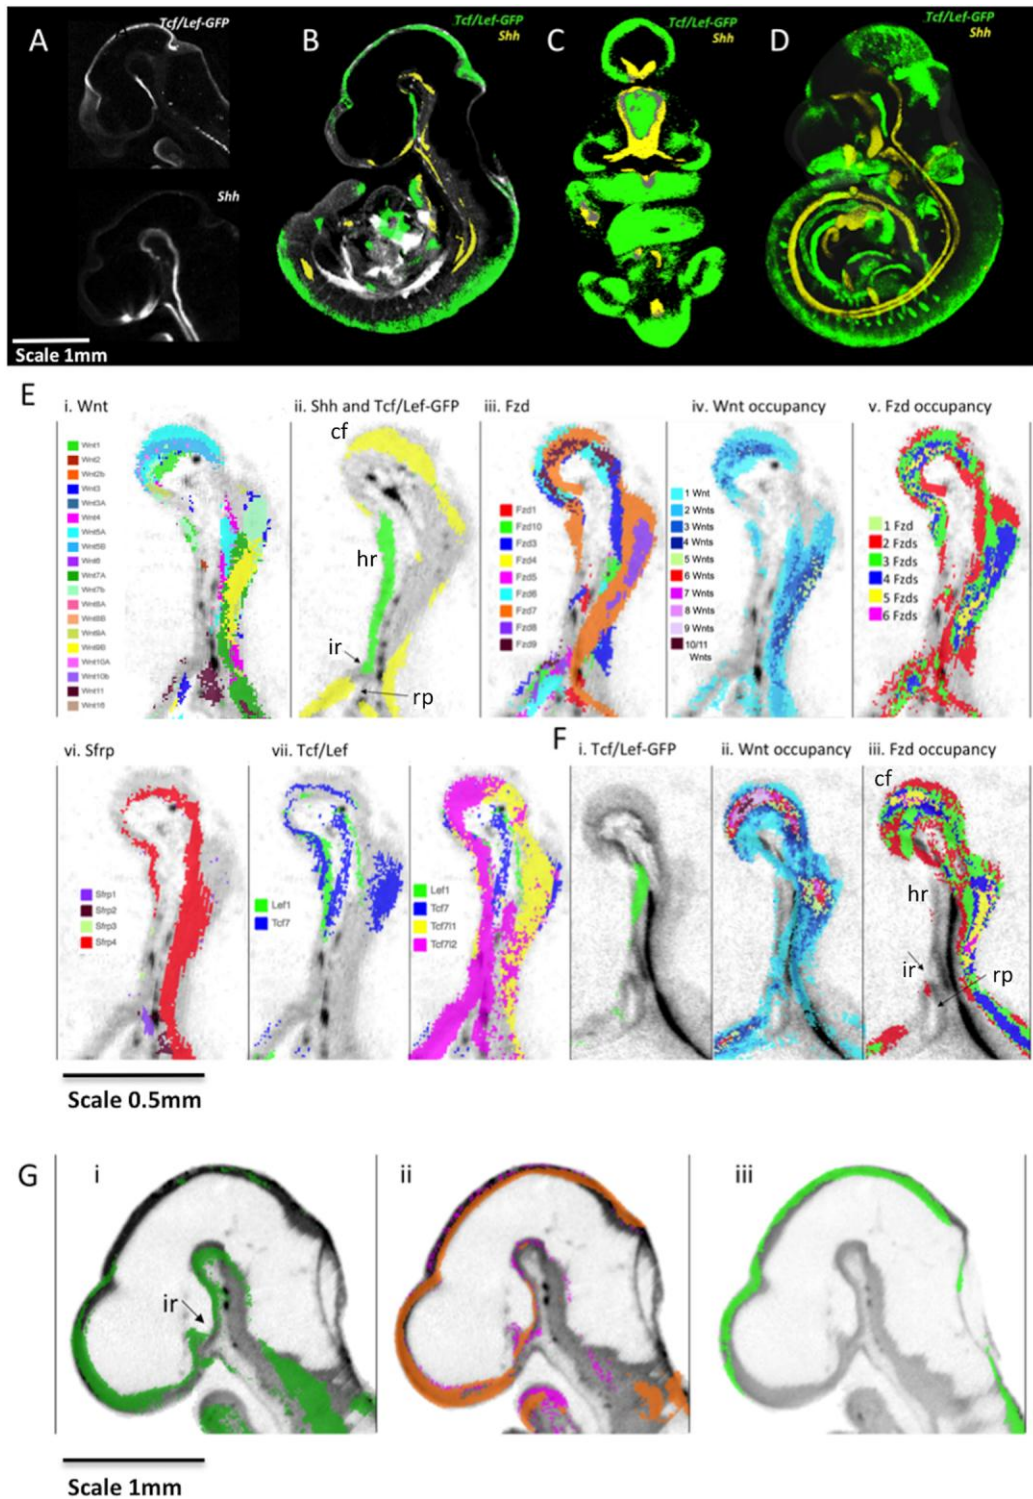 A
Tcf/Lef-GFP
Shh
Scale 1mm
B
Tcf/Lef-GFP
Shh
C
Tcf/Lef-GFP
Shh
D
Tcf/Lef-GFP
Shh
E
i. Wnt
Wnt1
Wnt2
Wnt2b
Wnt3
Wnt3A
Wnt4
Wnt5A
Wnt5B
Wnt6
Wnt7A
Wnt7b
Wnt8A
Wnt8B
Wnt9A
Wnt9B
Wnt10A
Wnt10b
Wnt11
Wnt16
ii. Shh and Tcf/Lef-GFP
cf
hr
ir
rp
iii. Fzd
Fzd1
Fzd10
Fzd3
Fzd4
Fzd5
Fzd6
Fzd7
Fzd8
Fzd9
iv. Wnt occupancy
1 Wnt
2 Wnts
3 Wnts
4 Wnts
5 Wnts
6 Wnts
7 Wnts
8 Wnts
9 Wnts
10/11
Wnts
v. Fzd occupancy
1 Fzd
2 Fzds
3 Fzds
4 Fzds
5 Fzds
6 Fzds
vi. Sfrp
Sfrp1
Sfrp2
Sfrp3
Sfrp4
vii. Tcf/Lef
Lef1
Tcf7
Lef1
Tcf7
Tcf7l1
Tcf7l2
Scale 0.5mm
F
i. Tcf/Lef-GFP
ii. Wnt occupancy
iii. Fzd occupancy
cf
hr
ir
rp
G
i
ir
ii
iii
Scale 1mm